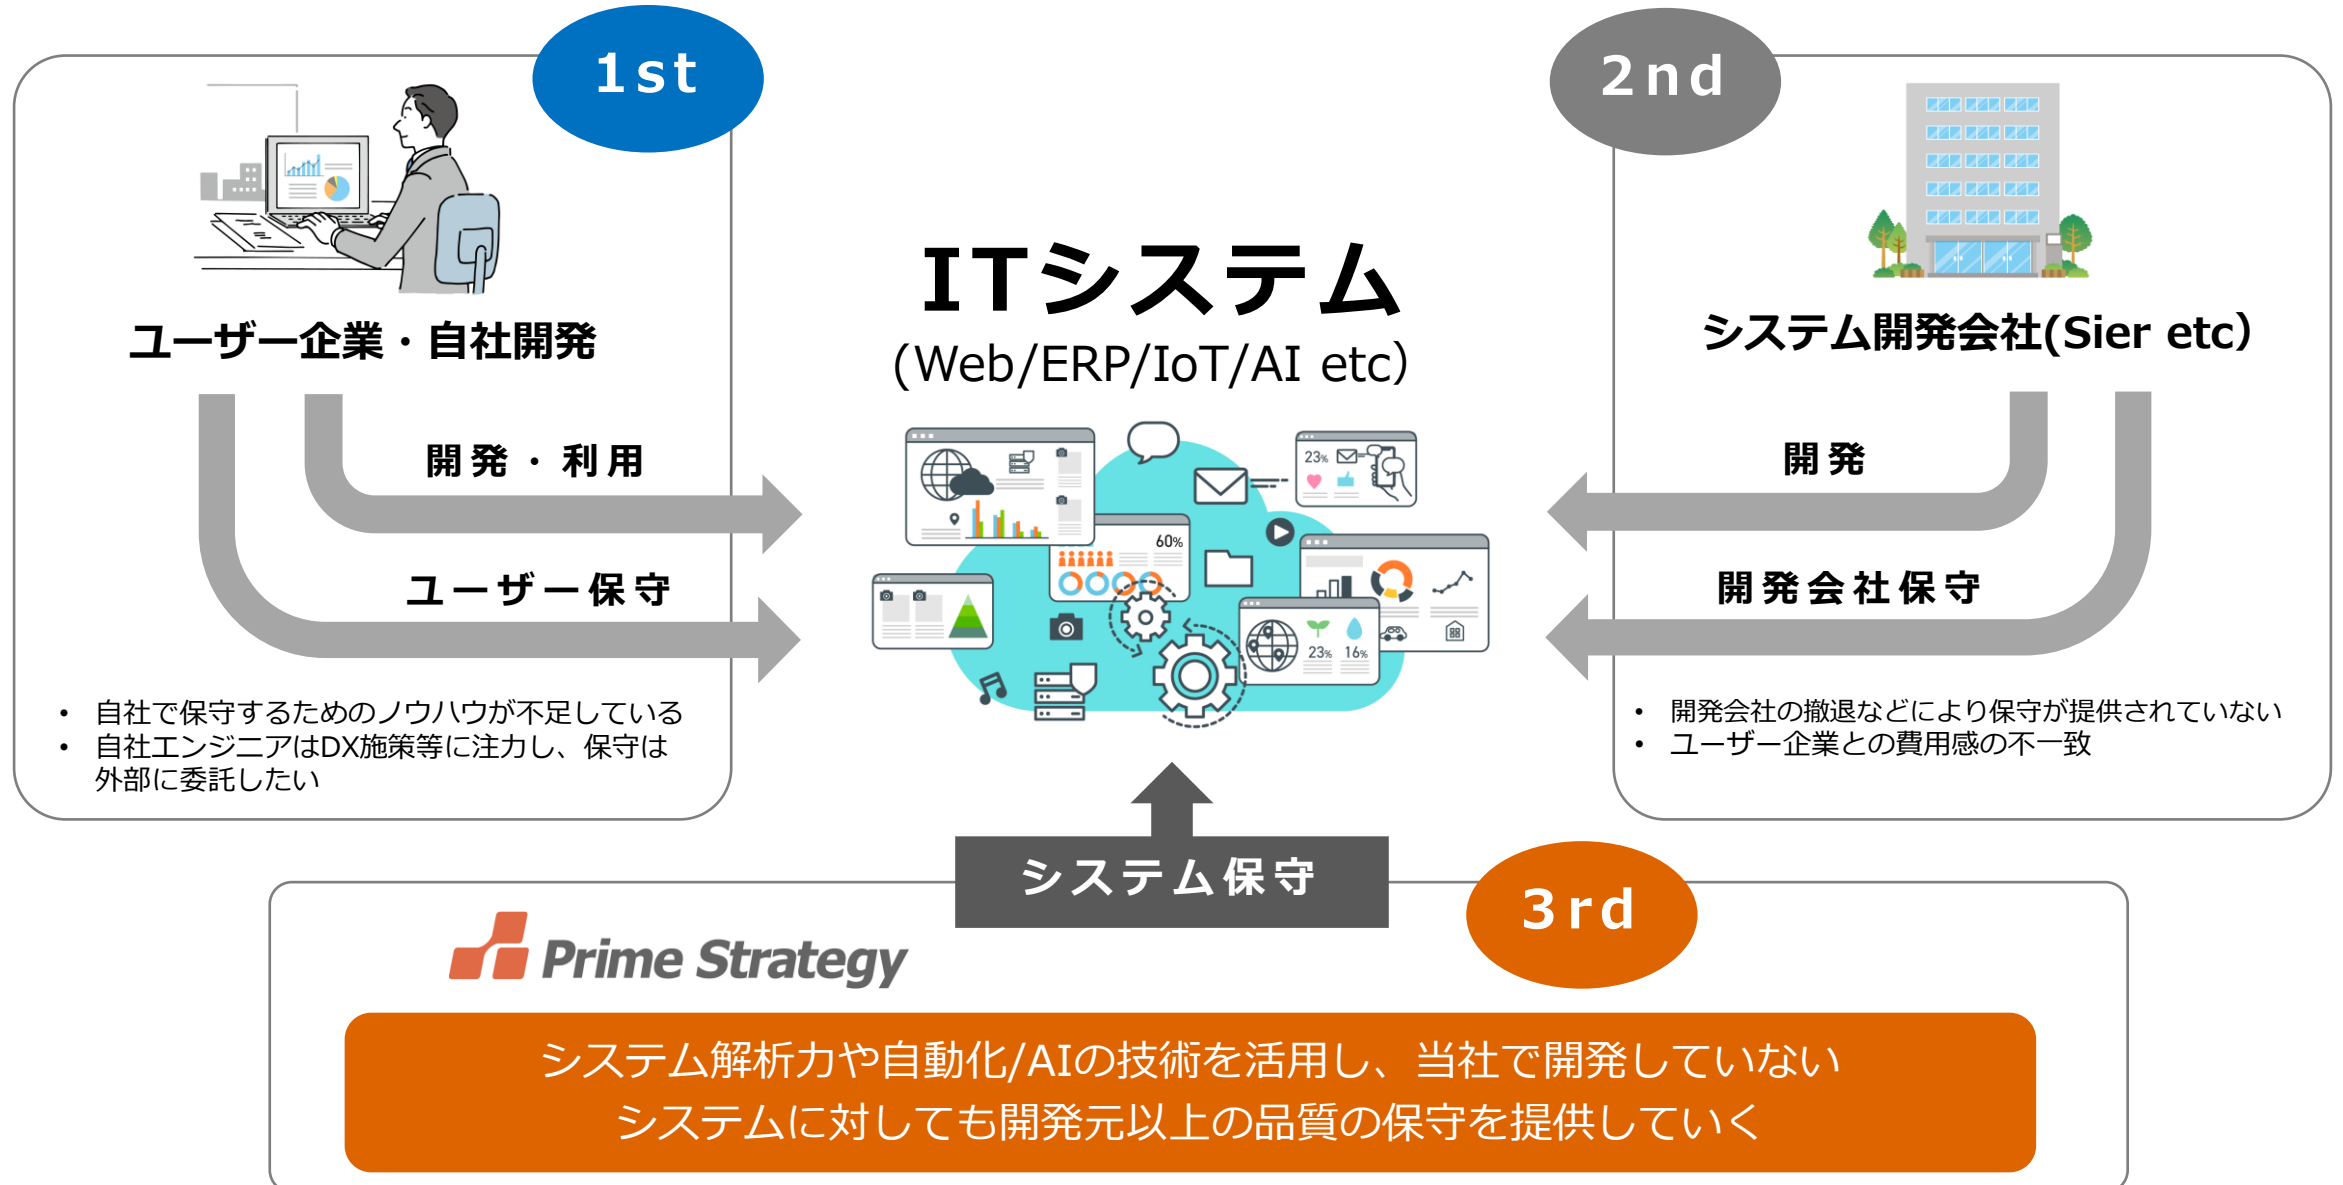 1st
ユーザー企業・自社開発
開発・利用
ユーザー保守
• 自社で保守するためのノウハウが不足している
• 自社エンジニアはDX施策等に注力し、保守は
外部に委託したい
ITシステム
(Web/ERP/IoT/AI etc）
23%
60%
23%
16%
2nd
システム開発会社(Sier etc）
開発
開発会社保守
• 開発会社の撤退などにより保守が提供されていない
• ユーザー企業との費用感の不一致
システム保守
3rd
Prime Strategy
システム解析力や自動化/AIの技術を活用し、当社で開発していない
システムに対しても開発元以上の品質の保守を提供していく